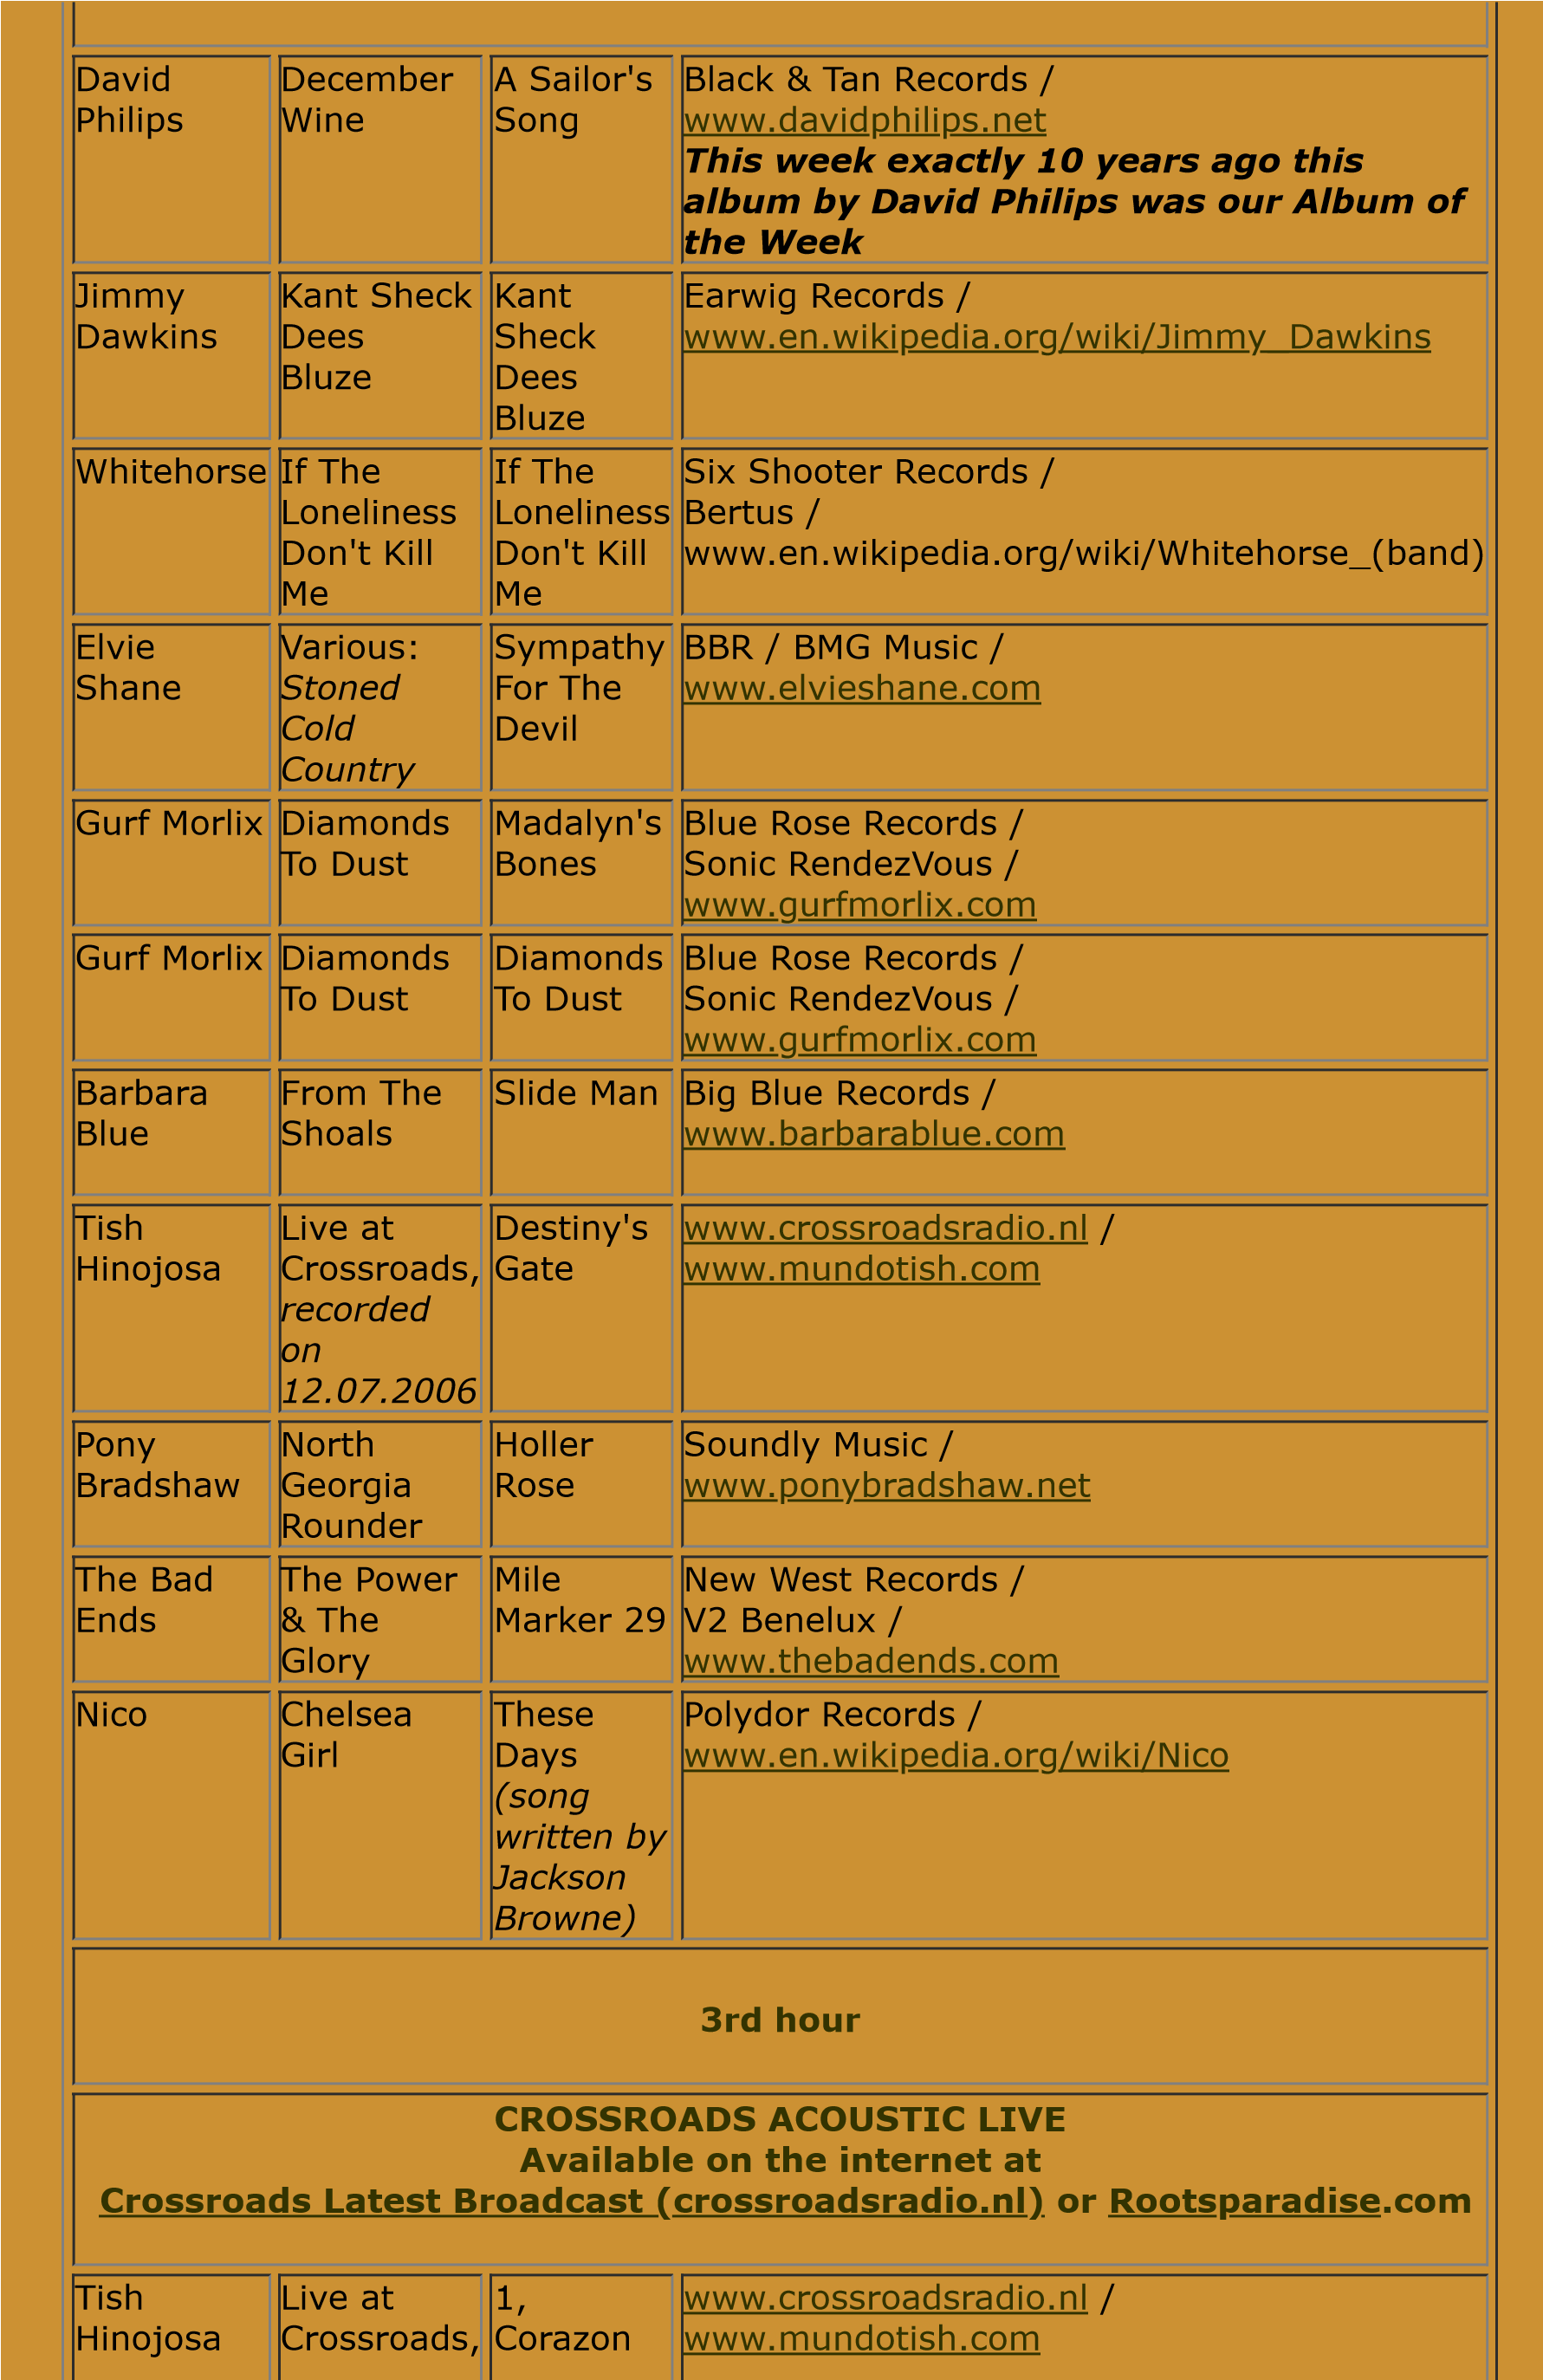 David
Philips
December
Wine
A Sailor's
Song
Black & Tan Records /
www.davidphilips.net
This week exactly 10 years ago this
album by David Philips was our Album of
the Week
Jimmy
Dawkins
Kant Sheck
Dees
Bluze
Kant
Sheck
Dees
Bluze
Earwig Records /
www.en.wikipedia.org/wiki/Jimmy_Dawkins
Whitehorse
If The
Loneliness
Don't Kill
Me
If The
Loneliness
Don't Kill
Me
Six Shooter Records /
Bertus /
www.en.wikipedia.org/wiki/Whitehorse_(band)
Elvie
Shane
Various:
Stoned
Cold
Country
Sympathy
For The
Devil
BBR / BMG Music /
www.elvieshane.com
Gurf Morlix
Diamonds
To Dust
Madalyn's
Bones
Blue Rose Records /
Sonic RendezVous /
www.gurfmorlix.com
Gurf Morlix
Diamonds
To Dust
Diamonds
To Dust
Blue Rose Records /
Sonic RendezVous /
www.gurfmorlix.com
Barbara
Blue
From The
Shoals
Slide Man
Big Blue Records /
www.barbarablue.com
Tish
Hinojosa
Live at
Crossroads,
recorded
on
12.07.2006
Destiny's
Gate
www.crossroadsradio.nl /
www.mundotish.com
Pony
Bradshaw
North
Georgia
Rounder
Holler
Rose
Soundly Music /
www.ponybradshaw.net
The Bad
Ends
The Power
& The
Glory
Mile
Marker 29
New West Records /
V2 Benelux /
www.thebadends.com
Nico
Chelsea
Girl
These
Days
(song
written by
Jackson
Browne)
Polydor Records /
www.en.wikipedia.org/wiki/Nico
3rd hour
CROSSROADS ACOUSTIC LIVE
Available on the internet at
Crossroads Latest Broadcast (crossroadsradio.nl) or Rootsparadise.com
Tish
Hinojosa
Live at
Crossroads,
1,
Corazon
www.crossroadsradio.nl /
www.mundotish.com